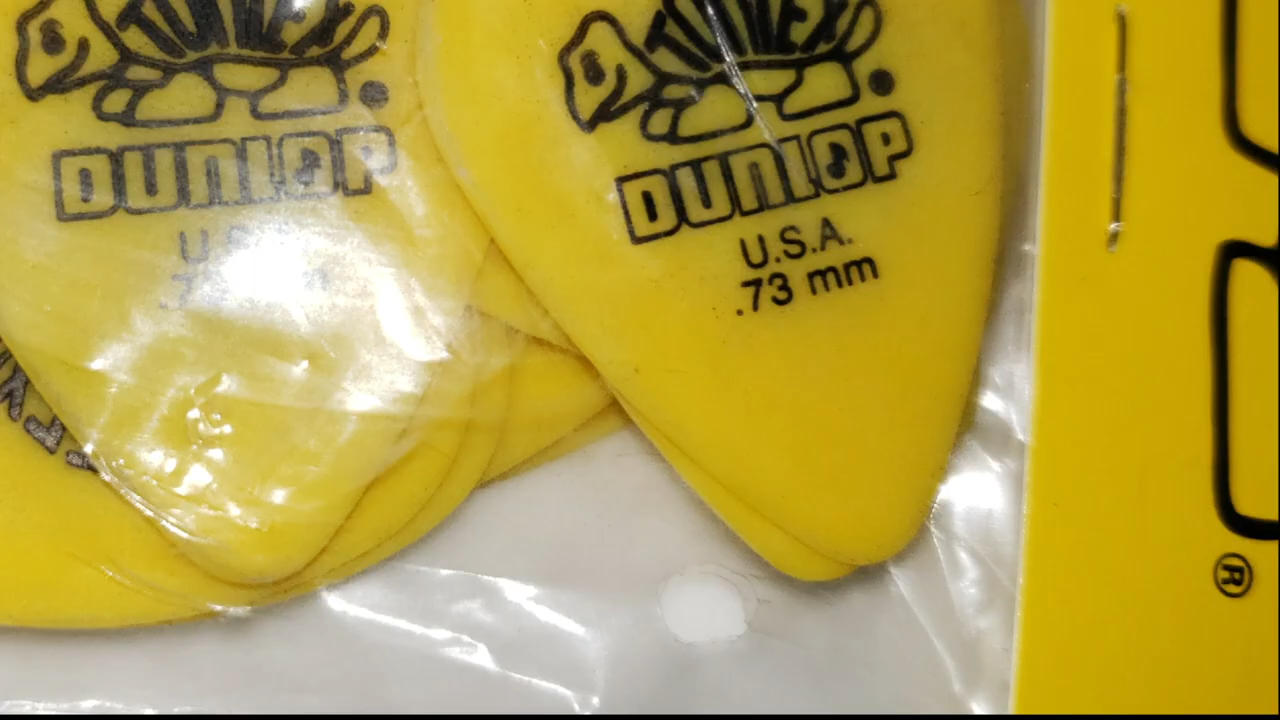 TORTEX
DUNLOP
U.S.A.
TORTEX
DUNLOP
U.S.A.
.73 mm
®